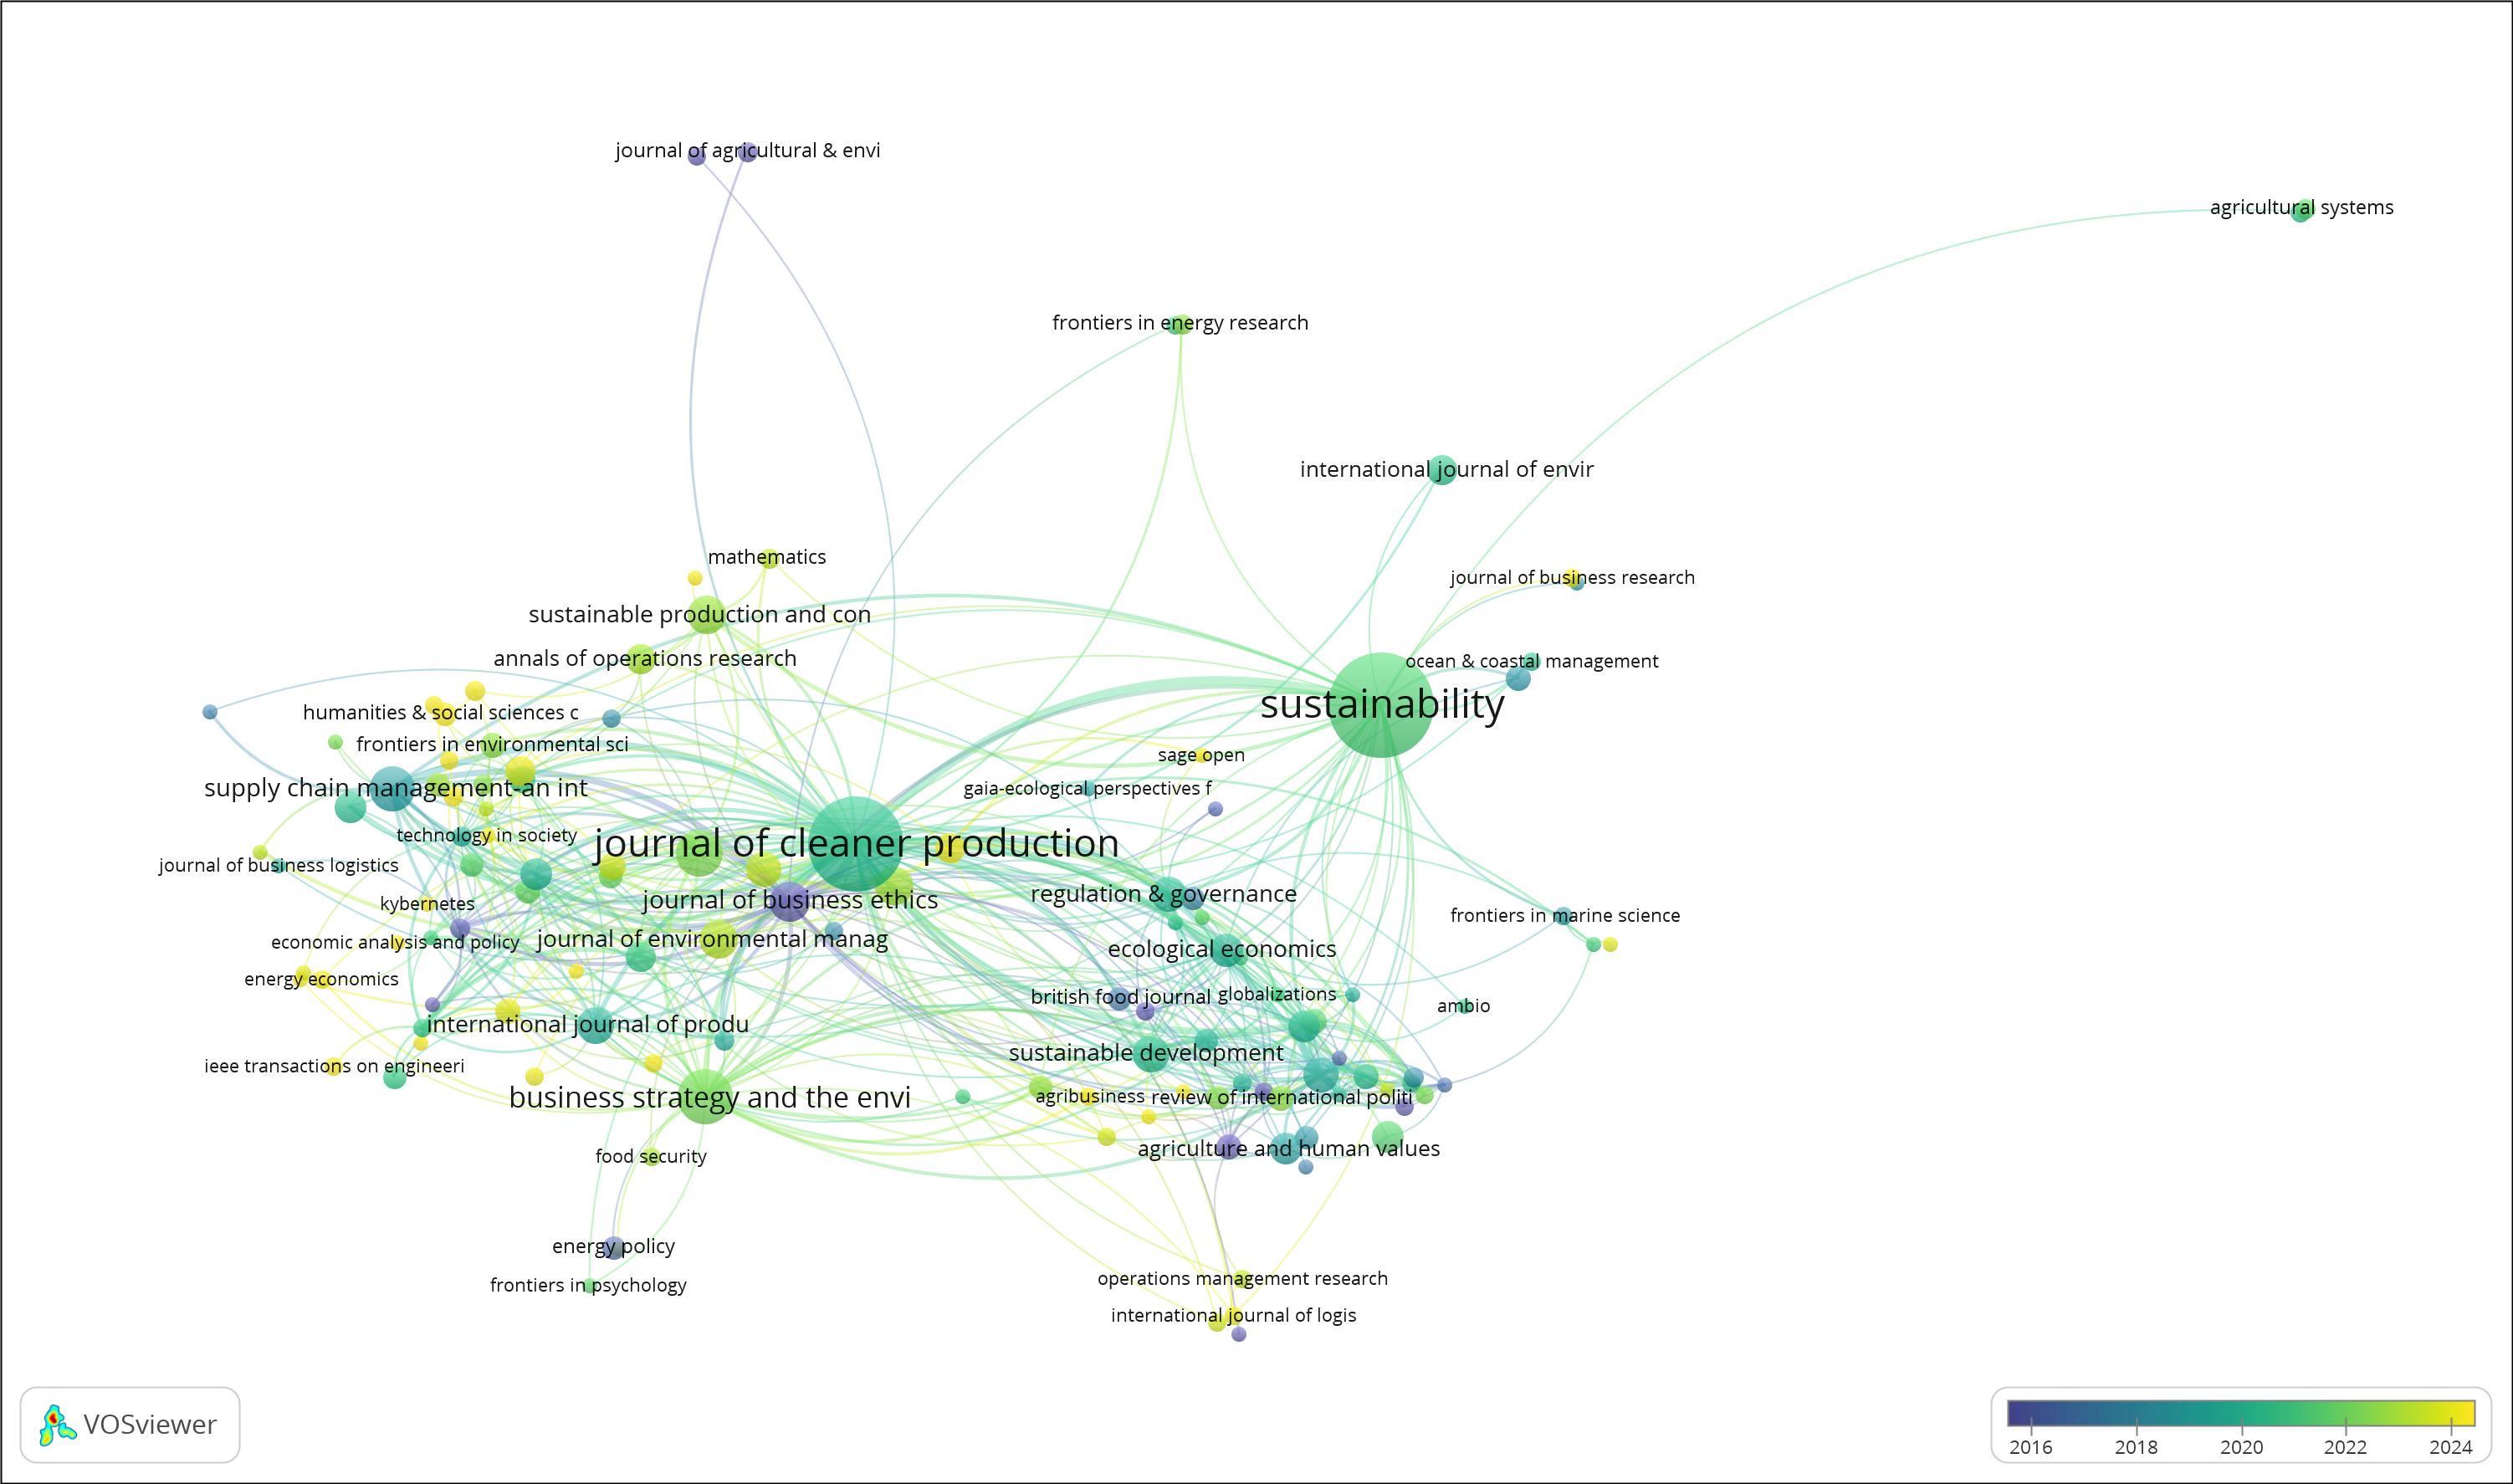 journal of agricultural & envi
agricultural systems
frontiers in energy research
international journal of envir
mathematics
journal of business research
sustainable production and con
annals of operations research
ocean & coastal management
sustainability
humanities & social sciences c
frontiers in environmental sci
sage open
supply chain management-an int
gaia-ecological perspectives f
technology in society
journal of cleaner production
journal of business logistics
regulation & governance
journal of business ethics
kybernetes
frontiers in marine science
economic analysis and policy
journal of environmental manag
ecological economics
energy economics
british food journal
globalizations
ambio
international journal of produ
sustainable development
ieee transactions on engineeri
business strategy and the envi
agribusiness
review of international politi
agriculture and human values
food security
energy policy
frontiers in psychology
operations management research
international journal of logis
VOSviewer
2016 2018 2020 2022 2024